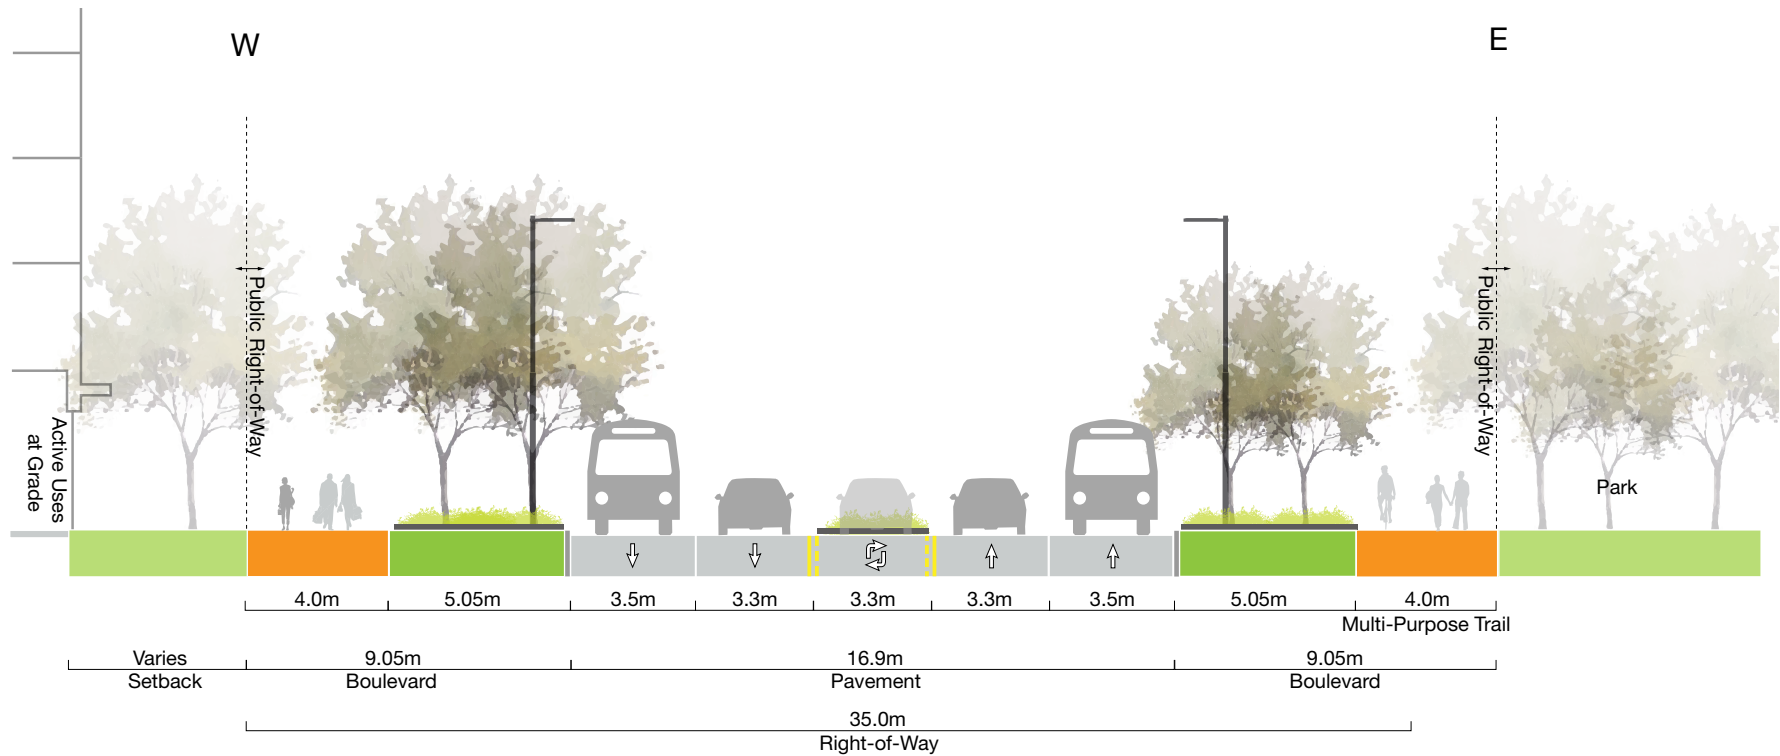 W
E
Public Right-of-Way
Public Right-of-Way
Active Uses
at Grade
Park
4.0m
5.05m
3.5m
3.3m
3.3m
3.3m
3.5m
5.05m
4.0m
Multi-Purpose Trail
Varies
9.05m
16.9m
9.05m
Setback
Boulevard
Pavement
Boulevard
35.0m
Right-of-Way